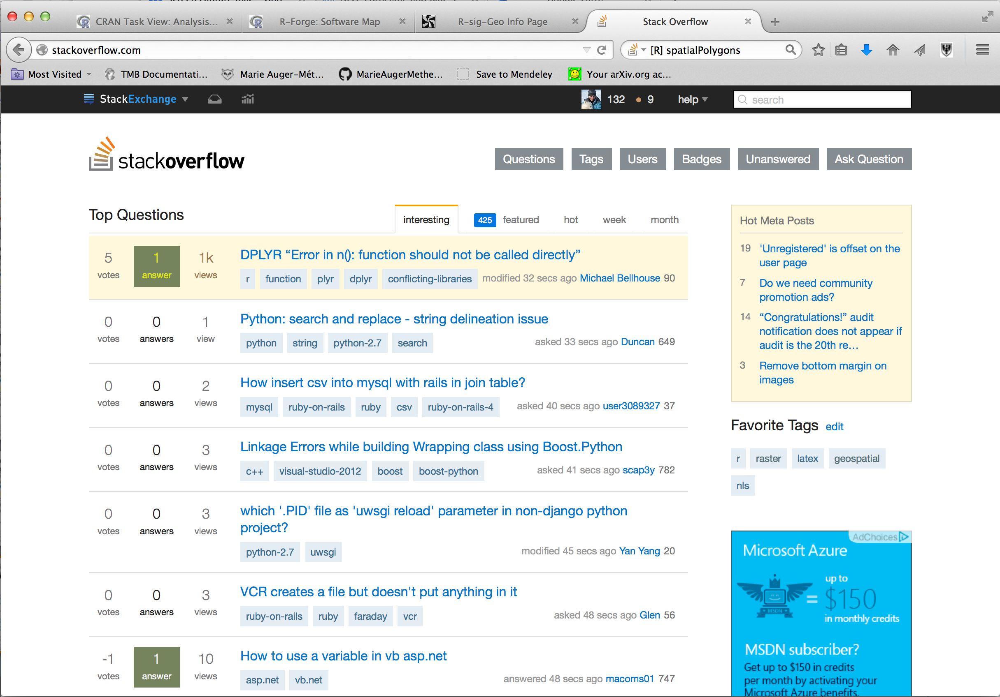 CRAN Task View: Analysis...
R-Forge: Software Map
R-sig-Geo Info Page
Stack Overflow
stackoverflow.com
[R] spatialPolygons
Most Visited
TMB Documentati...
Marie Auger-Mét...
MarieAugerMethe...
Save to Mendeley
Your arXiv.org ac...
StackExchange
132 9 help
search
stackoverflow
Questions Tags Users Badges Unanswered Ask Question
Top Questions
interesting 425 featured hot week month
5 votes 1 answer 1k views
DPLYR “Error in n(): function should not be called directly”
r function plyr dplyr conflicting-libraries modified 32 secs ago Michael Bellhouse 90
0 votes 0 answers 1 view
Python: search and replace - string delineation issue
python string python-2.7 search asked 33 secs ago Duncan 649
0 votes 0 answers 2 views
How insert csv into mysql with rails in join table?
mysql ruby-on-rails ruby csv ruby-on-rails-4 asked 40 secs ago user3089327 37
0 votes 0 answers 3 views
Linkage Errors while building Wrapping class using Boost.Python
c++ visual-studio-2012 boost boost-python asked 41 secs ago scap3y 782
0 votes 0 answers 3 views
which '.PID' file as 'uwsgi reload' parameter in non-django python
project?
python-2.7 uwsgi modified 45 secs ago Yan Yang 20
0 votes 0 answers 3 views
VCR creates a file but doesn't put anything in it
ruby-on-rails ruby faraday vcr asked 48 secs ago Glen 56
-1 votes 1 answer 10 views
How to use a variable in vb asp.net
asp.net vb.net answered 48 secs ago macoms01 747
Hot Meta Posts
19 'Unregistered' is offset on the
user page
7 Do we need community
promotion ads?
14 “Congratulations!” audit
notification does not appear if
audit is the 20th re...
3 Remove bottom margin on
images
Favorite Tags edit
r raster latex geospatial
nls
AdChoices
Microsoft Azure
MSDN
=
up to
$150
in monthly credits
MSDN subscriber?
Get up to $150 in credits
per month by activating your
Microsoft Azure benefits.